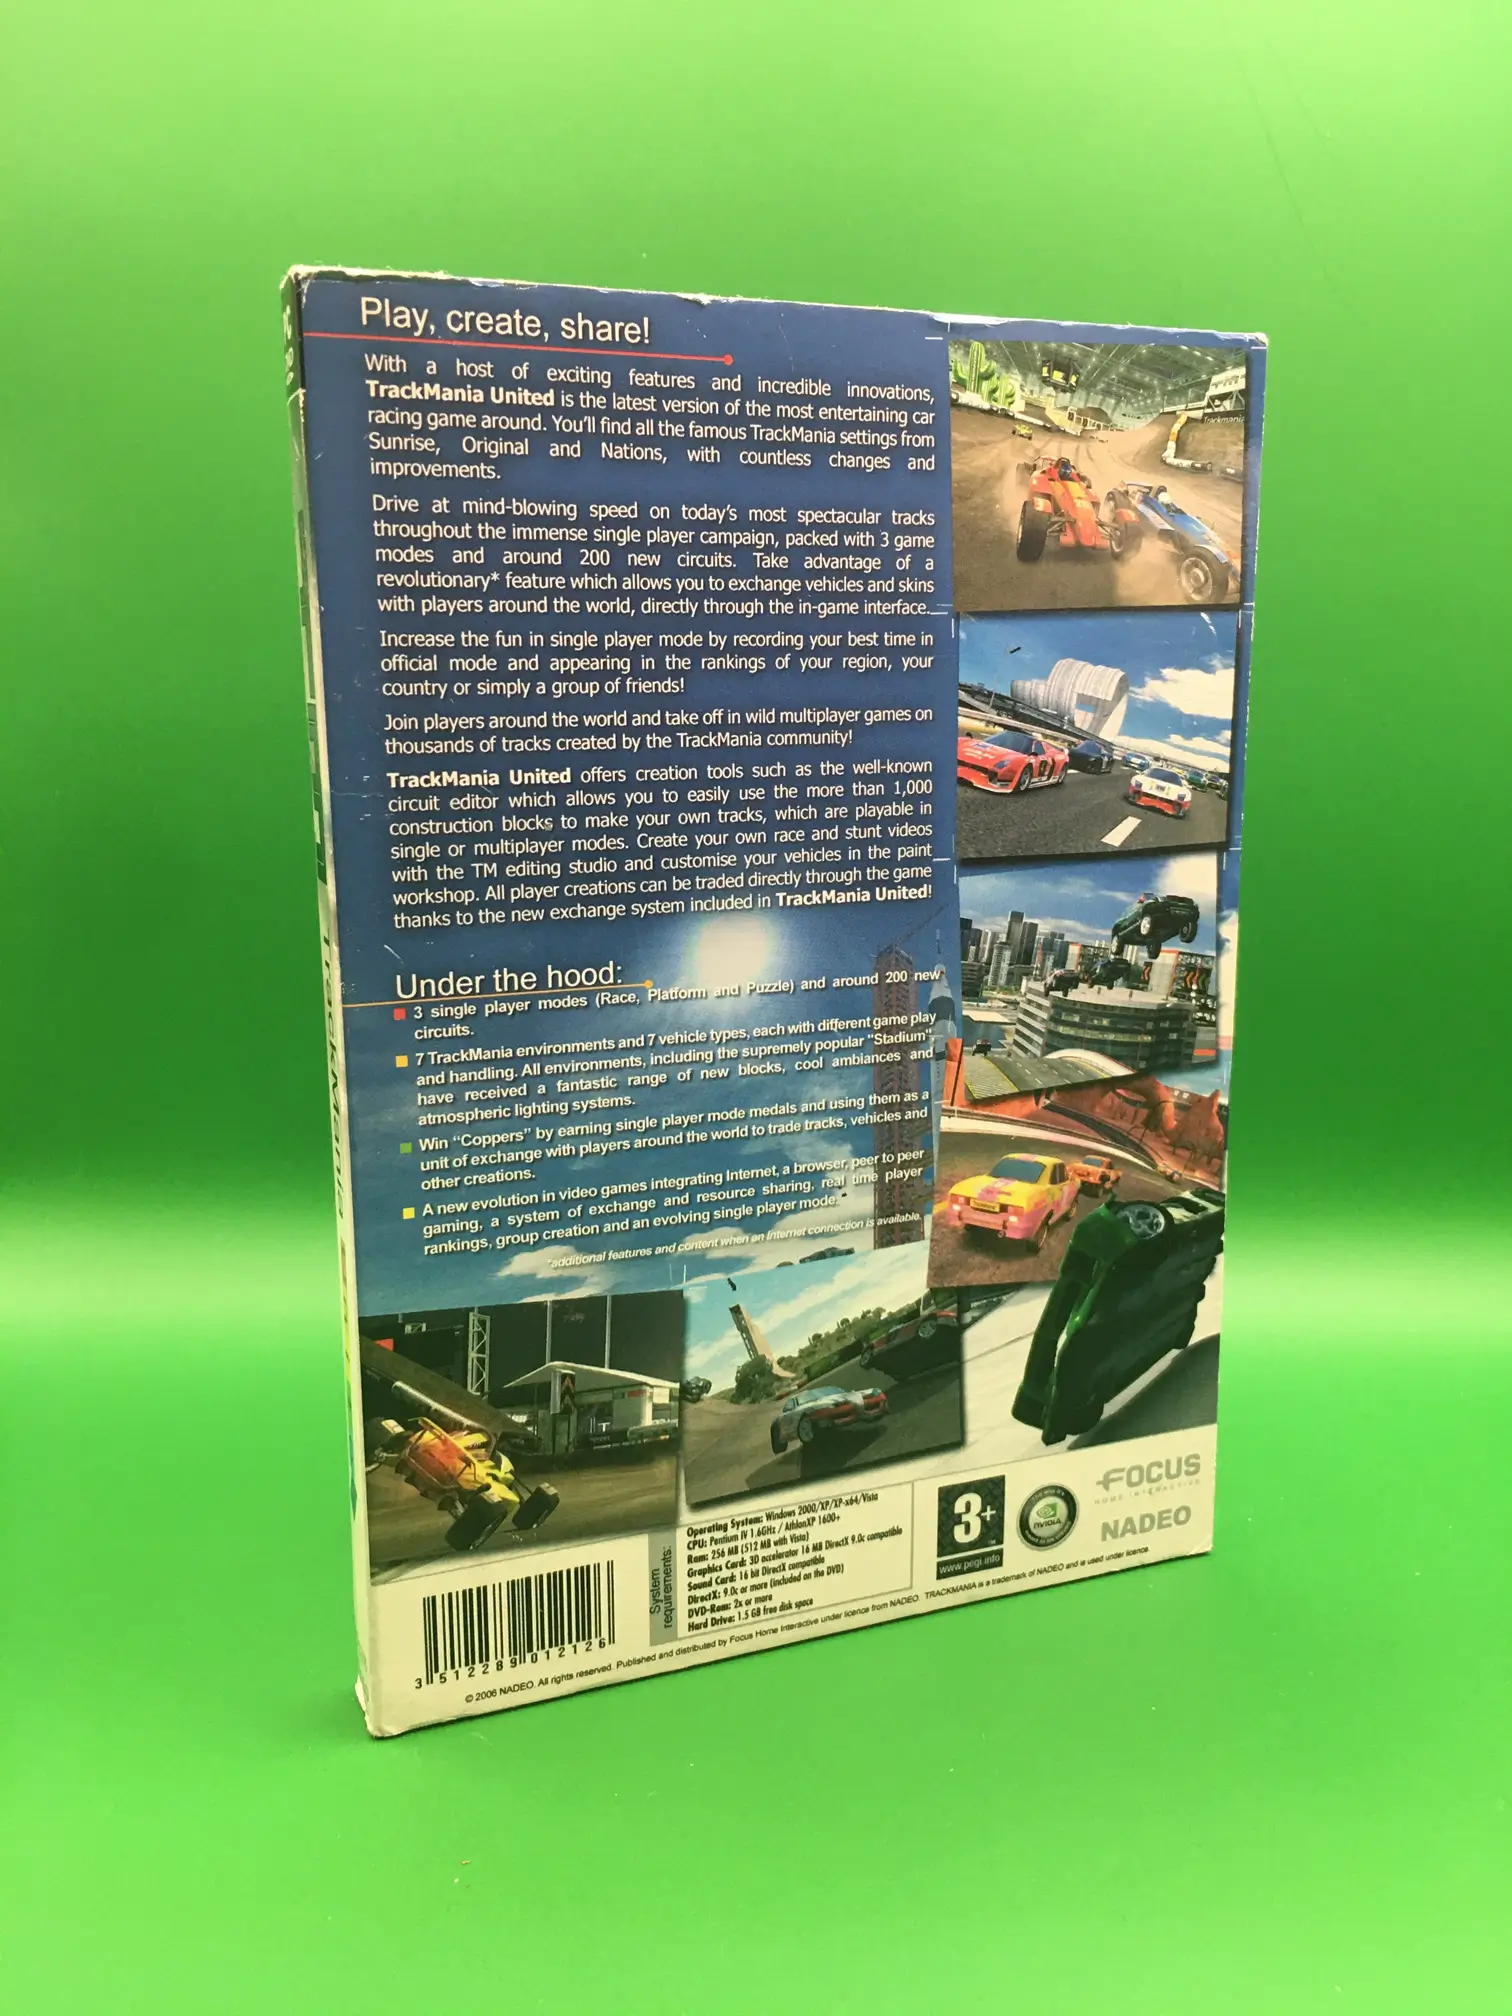 Play, create, share!
With a host of exciting features and incredible innovations,
TrackMania United is the latest version of the most entertaining car
racing game around. You'll find all the famous TrackMania settings from
Sunrise, Original and Nations, with countless changes and
improvements.
Drive at mind-blowing speed on today's most spectacular tracks
throughout the immense single player campaign, packed with 3 game
modes and around 200 new circuits. Take advantage of a
revolutionary* feature which allows you to exchange vehicles and skins
with players around the world, directly through the in-game interface.
Increase the fun in single player mode by recording your best time in
official mode and appearing in the rankings of your region, your
country or simply a group of friends!
Join players around the world and take off in wild multiplayer games on
thousands of tracks created by the TrackMania community!
TrackMania United offers creation tools such as the well-known
circuit editor which allows you to easily use the more than 1,000
construction blocks to make your own tracks, which are playable in
single or multiplayer modes. Create your own race and stunt videos
with the TM editing studio and customise your vehicles in the paint
workshop. All player creations can be traded directly through the game
thanks to the new exchange system included in TrackMania United!
Under the hood:
3 single player modes (Race, Platform and Puzzle) and around 200 new
circuits.
7 TrackMania environments and 7 vehicle types, each with different game play
and handling. All environments, including the supremely popular "Stadium",
have received a fantastic range of new blocks, cool ambiances and
atmospheric lighting systems.
Win "Coppers" by earning single player mode medals and using them as a
unit of exchange with players around the world to trade tracks, vehicles and
other creations.
A new evolution in video games integrating Internet, a browser, peer to peer
gaming, a system of exchange and resource sharing, real time player
rankings, group creation and an evolving single player mode.*
*additional features and content when an Internet connection is available.
Trackmania
System
requirements:
Operating System: Windows 2000/XP/XP-x64/Vista
CPU: Pentium IV 1.6GHz / AthlonXP 1600+
Ram: 256 MB (512 MB with Vista)
Graphics Card: 3D accelerator 16 MB DirectX 9.0c compatible
Sound Card: 16 bit DirectX compatible
DirectX: 9.0c or more (included on the DVD)
DVD-Rom: 2x or more
Hard Drive: 1.5 GB free disk space
3+
www.pegi.info
NVIDIA
FOCUS
HOME INTERACTIVE
NADEO
3 512289 012126
© 2006 NADEO. All rights reserved. Published and distributed by Focus Home Interactive under licence from NADEO. TRACKMANIA is a trademark of NADEO and is used under licence.
TrackMania